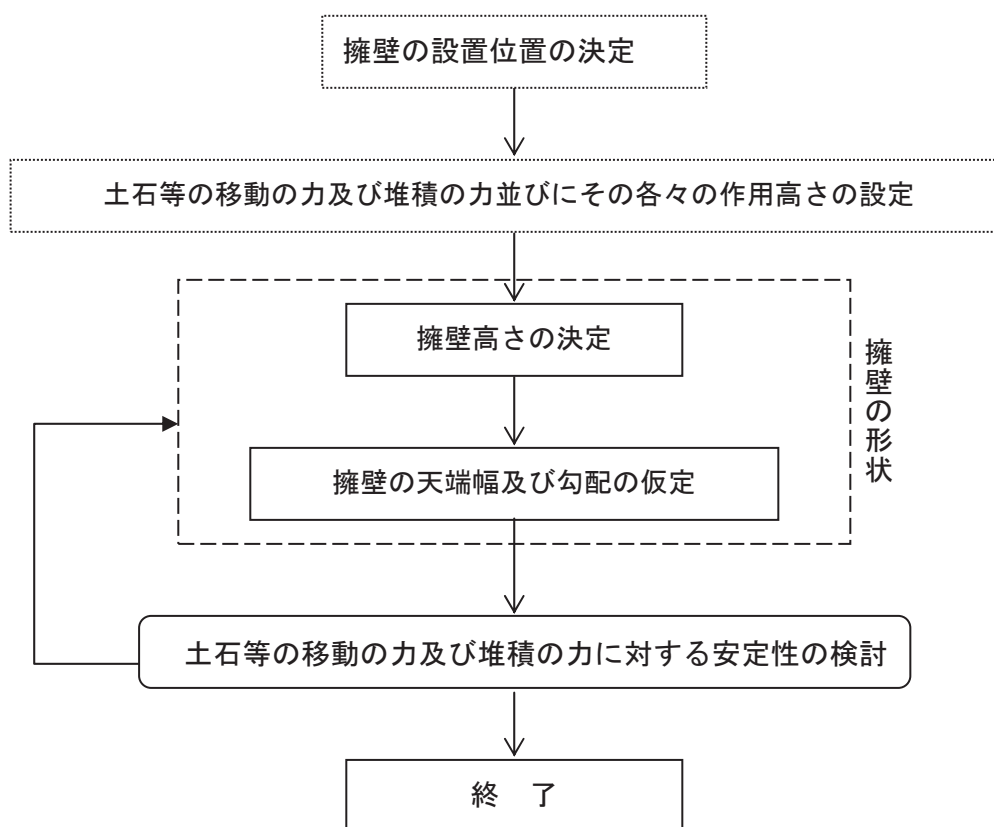 擁壁の設置位置の決定
土石等の移動の力及び堆積の力並びにその各々の作用高さの設定
擁壁高さの決定
擁壁の形状
擁壁の天端幅及び勾配の仮定
土石等の移動の力及び堆積の力に対する安定性の検討
終　了